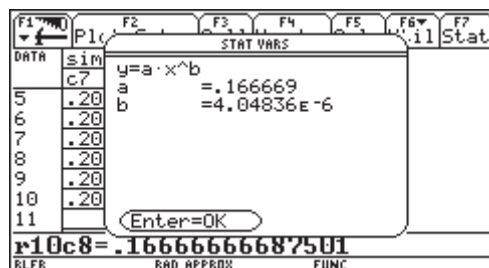 F1 F2 F3 F4 F5 F6 F7
Plo il Stat
STAT VARS
DATA sim
c7
y=a·x^b
a =.166669
b =4.04836E-6
5 .20
6 .20
7 .20
8 .20
9 .20
10 .20
11
Enter=OK
r10c8=.16666666687501
RAD APPROX FUNC